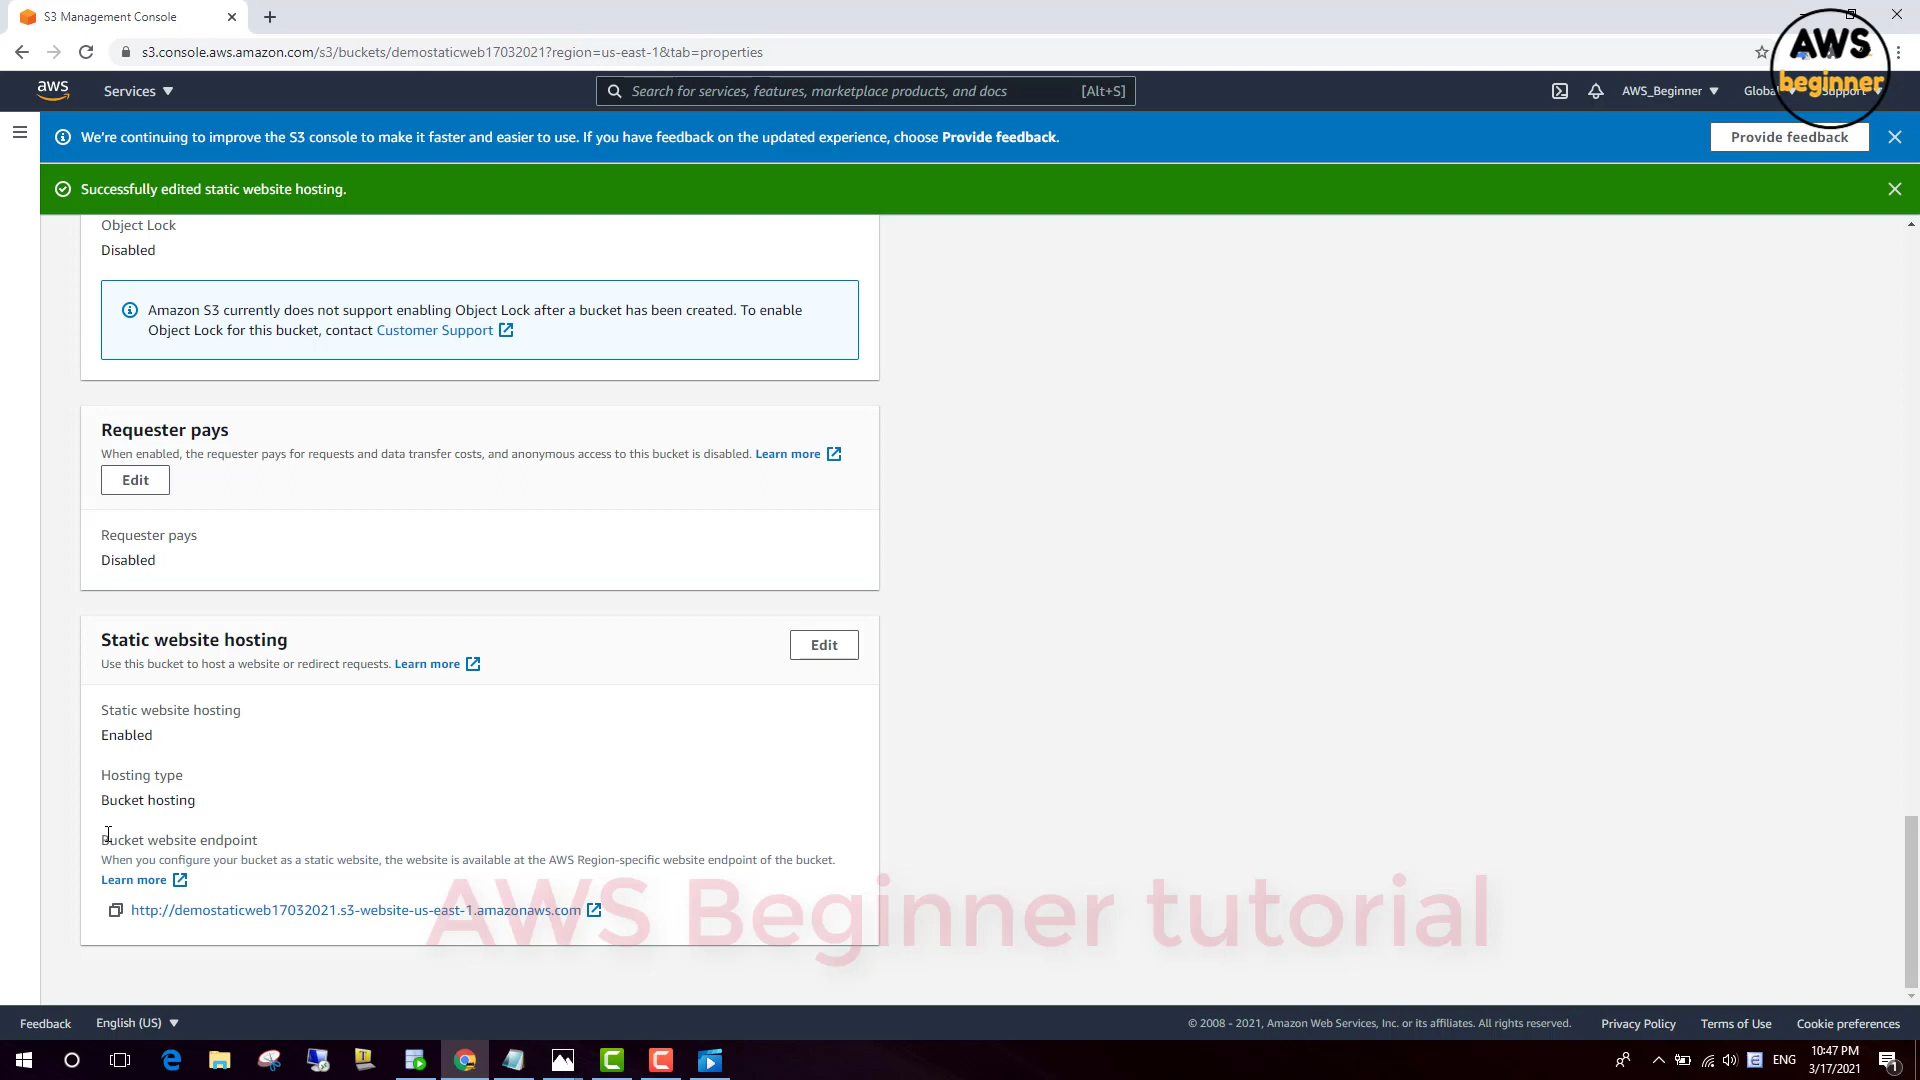 S3 Management Console
s3.console.aws.amazon.com/s3/buckets/demostaticweb17032021?region=us-east-1&tab=properties
AWS
beginner
aws
Services
Search for services, features, marketplace products, and docs
[Alt+S]
AWS_Beginner
Support
We're continuing to improve the S3 console to make it faster and easier to use. If you have feedback on the updated experience, choose Provide feedback.
Provide feedback
Successfully edited static website hosting.
Object Lock
Disabled
Amazon S3 currently does not support enabling Object Lock after a bucket has been created. To enable
Object Lock for this bucket, contact Customer Support
Requester pays
When enabled, the requester pays for requests and data transfer costs, and anonymous access to this bucket is disabled. Learn more
Edit
Requester pays
Disabled
Static website hosting
Edit
Use this bucket to host a website or redirect requests. Learn more
Static website hosting
Enabled
Hosting type
Bucket hosting
Bucket website endpoint
When you configure your bucket as a static website, the website is available at the AWS Region-specific website endpoint of the bucket.
Learn more
http://demostaticweb17032021.s3-website-us-east-1.amazonaws.com
AWS Beginner tutorial
Feedback
English (US)
© 2008 - 2021, Amazon Web Services, Inc. or its affiliates. All rights reserved.
Privacy Policy
Terms of Use
Cookie preferences
ENG
10:47 PM
3/17/2021
1